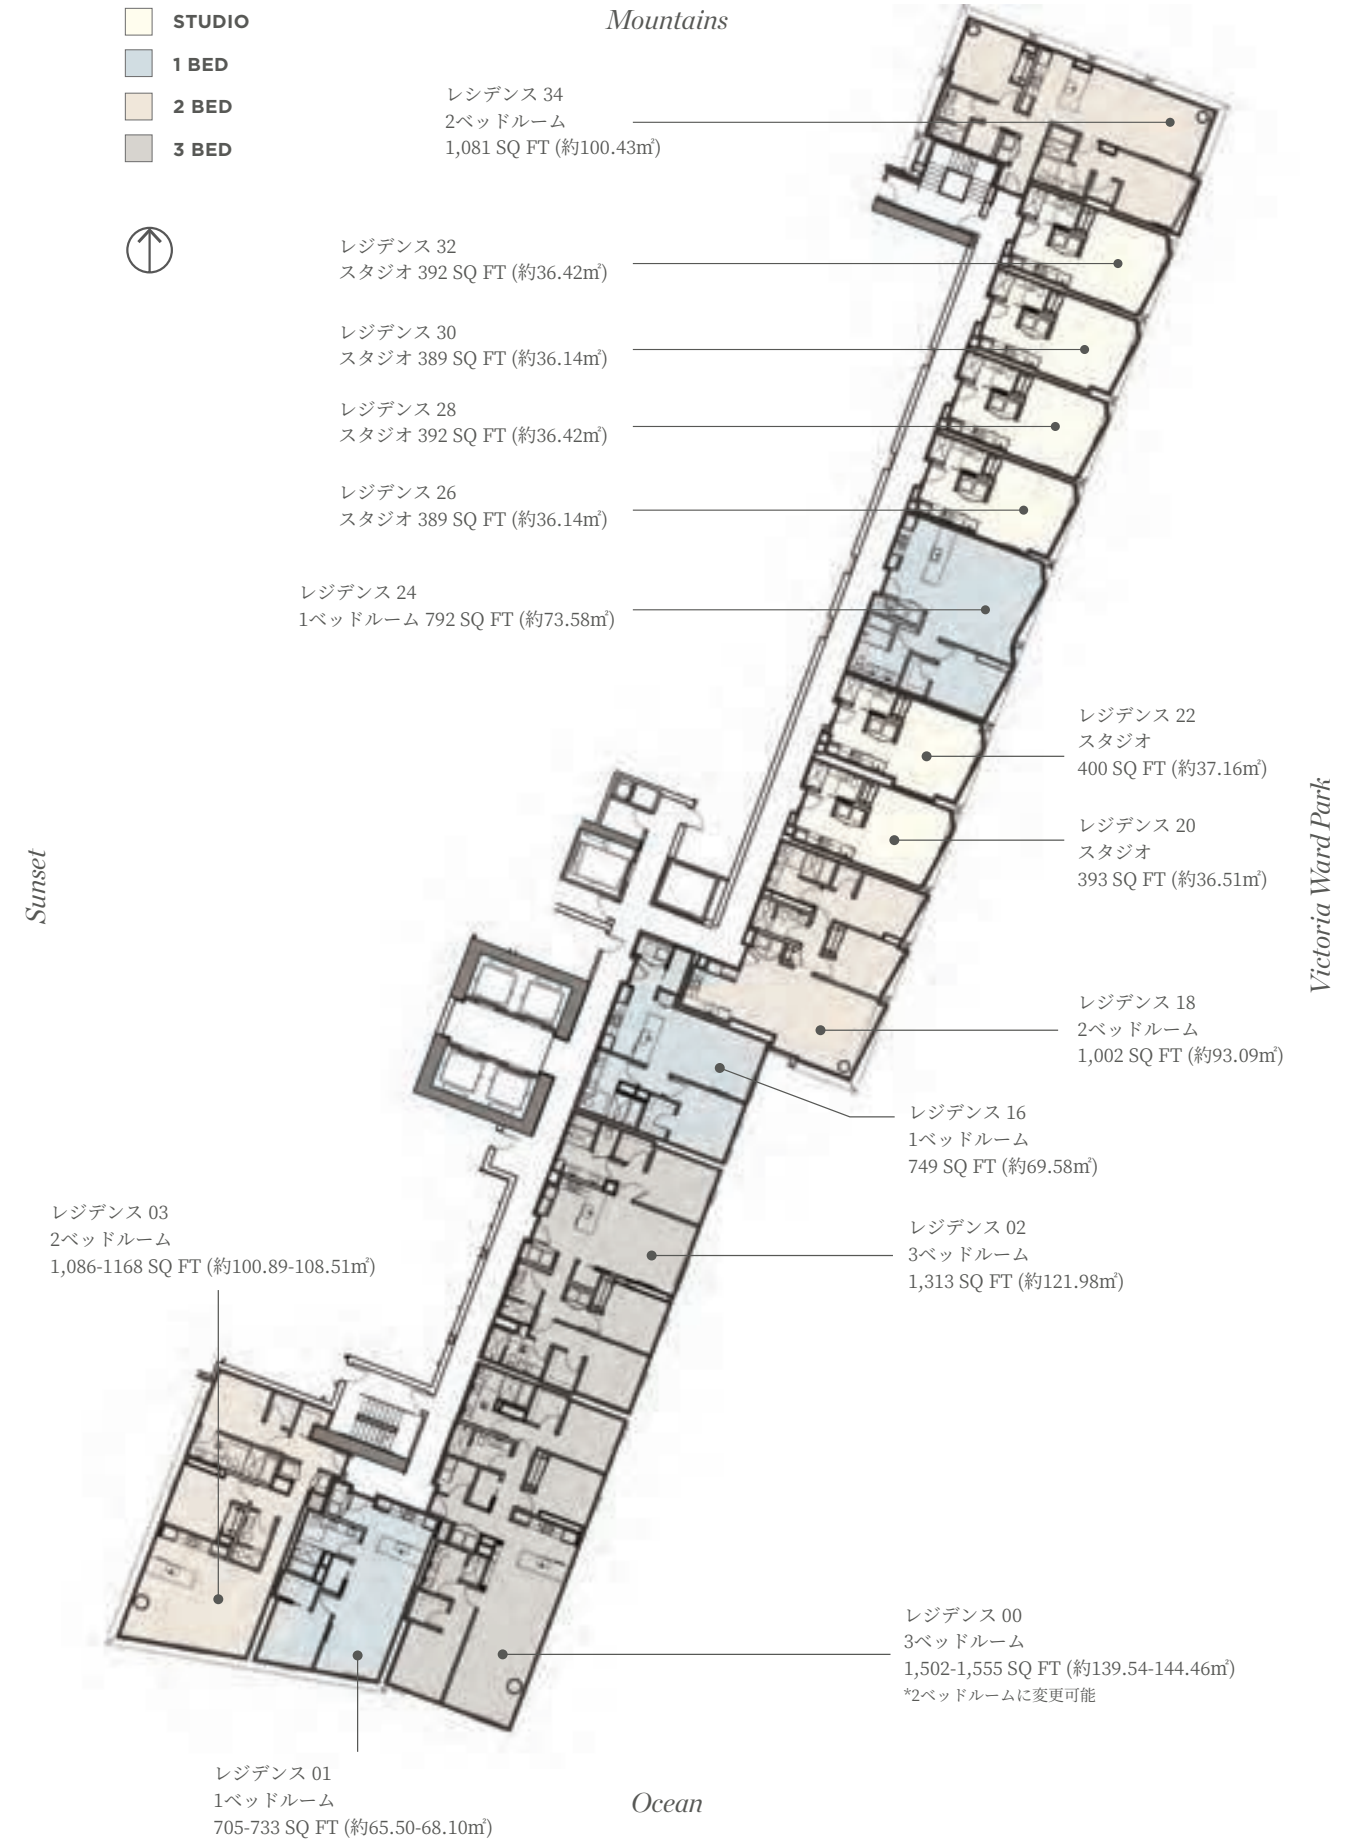 STUDIO
1 BED
2 BED
3 BED
Mountains
レシデンス 34
2ベッドルーム
1,081 SQ FT (約100.43㎡)
レジデンス 32
スタジオ 392 SQ FT (約36.42㎡)
レジデンス 30
スタジオ 389 SQ FT (約36.14㎡)
レジデンス 28
スタジオ 392 SQ FT (約36.42㎡)
レジデンス 26
スタジオ 389 SQ FT (約36.14㎡)
レジデンス 24
1ベッドルーム 792 SQ FT (約73.58㎡)
レジデンス 22
スタジオ
400 SQ FT (約37.16㎡)
レジデンス 20
スタジオ
393 SQ FT (約36.51㎡)
Sunset
Victoria Ward Park
レジデンス 18
2ベッドルーム
1,002 SQ FT (約93.09㎡)
レジデンス 16
1ベッドルーム
749 SQ FT (約69.58㎡)
レジデンス 03
2ベッドルーム
1,086-1168 SQ FT (約100.89-108.51㎡)
レジデンス 02
3ベッドルーム
1,313 SQ FT (約121.98㎡)
レジデンス 00
3ベッドルーム
1,502-1,555 SQ FT (約139.54-144.46㎡)
*2ベッドルームに変更可能
レジデンス 01
1ベッドルーム
705-733 SQ FT (約65.50-68.10㎡)
Ocean